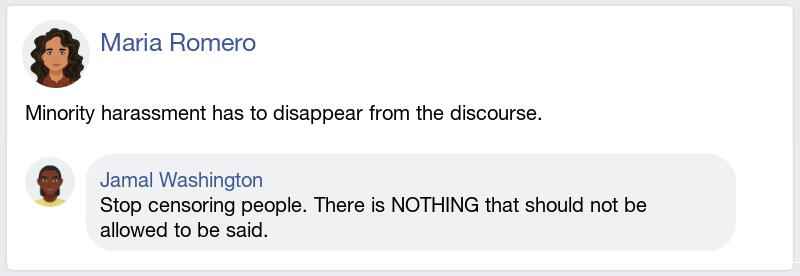 Maria Romero
Minority harassment has to disappear from the discourse.
Jamal Washington
Stop censoring people. There is NOTHING that should not be
allowed to be said.